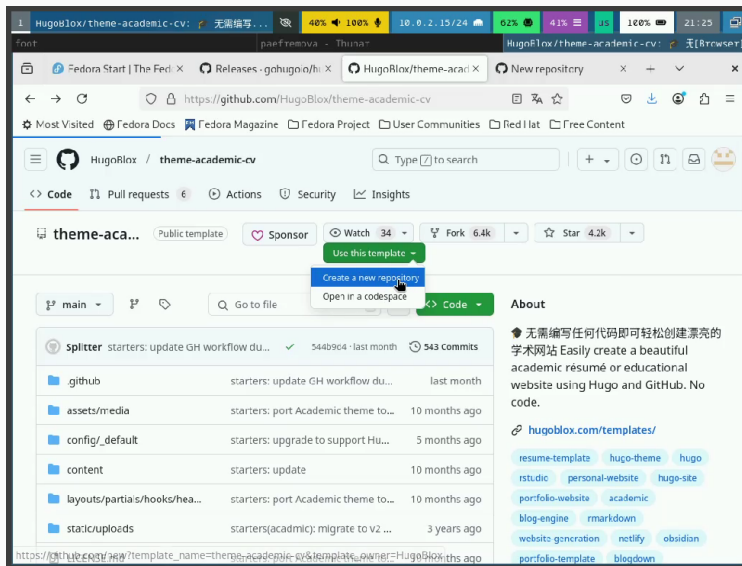 1 HugoBlox/theme-academic-cv: 🎓 无需编写... 40% 100% 10.0.2.15/24 62% 41% us 100% 21:25
foot paefremova - Thunar HugoBlox/theme-academic-cv: 🎓 无[Browser]
Fedora Start | The Fed Releases · gohugoio/hu HugoBlox/theme-acad New repository
https://github.com/HugoBlox/theme-academic-cv
Most Visited Fedora Docs Fedora Magazine Fedora Project User Communities Red Hat Free Content
HugoBlox / theme-academic-cv Type / to search
Code Pull requests 6 Actions Security Insights
theme-aca... Public template Sponsor Watch 34 Fork 6.4k Star 4.2k
Use this template
Create a new repository
Open in a codespace
main Go to file Code
Splitter starters: update GH workflow du... 544b9d4 · last month 543 Commits
.github starters: update GH workflow du... last month
assets/media starters: port Academic theme to... 10 months ago
config/_default starters: upgrade to support Hu... 5 months ago
content starters: update 10 months ago
layouts/partials/hooks/hea... starters: port Academic theme to... 10 months ago
static/uploads starters(acadmic): migrate to v2 ... 3 years ago
LICENSE.md months ago
https://github.com/new?template_name=theme-academic-cv&template_owner=HugoBlox
About
🎓 无需编写任何代码即可轻松创建漂亮的
学术网站 Easily create a beautiful
academic résumé or educational
website using Hugo and GitHub. No
code.
hugoblox.com/templates/
resume-template hugo-theme hugo
rstudio personal-website hugo-site
portfolio-website academic
blog-engine rmarkdown
website-generation netlify obsidian
portfolio-template blogdown